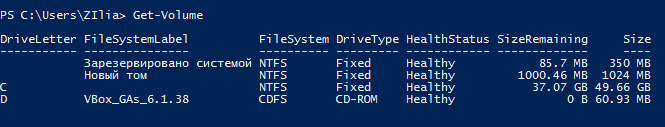 PS C:\Users\ZIlia> Get-Volume
DriveLetter FileSystemLabel FileSystem DriveType HealthStatus SizeRemaining Size
----------- --------------- ---------- --------- ------------ ------------- ----
Зарезервировано системой NTFS Fixed Healthy 85.7 MB 350 MB
Новый том NTFS Fixed Healthy 1000.46 MB 1024 MB
C NTFS Fixed Healthy 37.07 GB 49.66 GB
D VBox_GAs_6.1.38 CDFS CD-ROM Healthy 0 B 60.93 MB